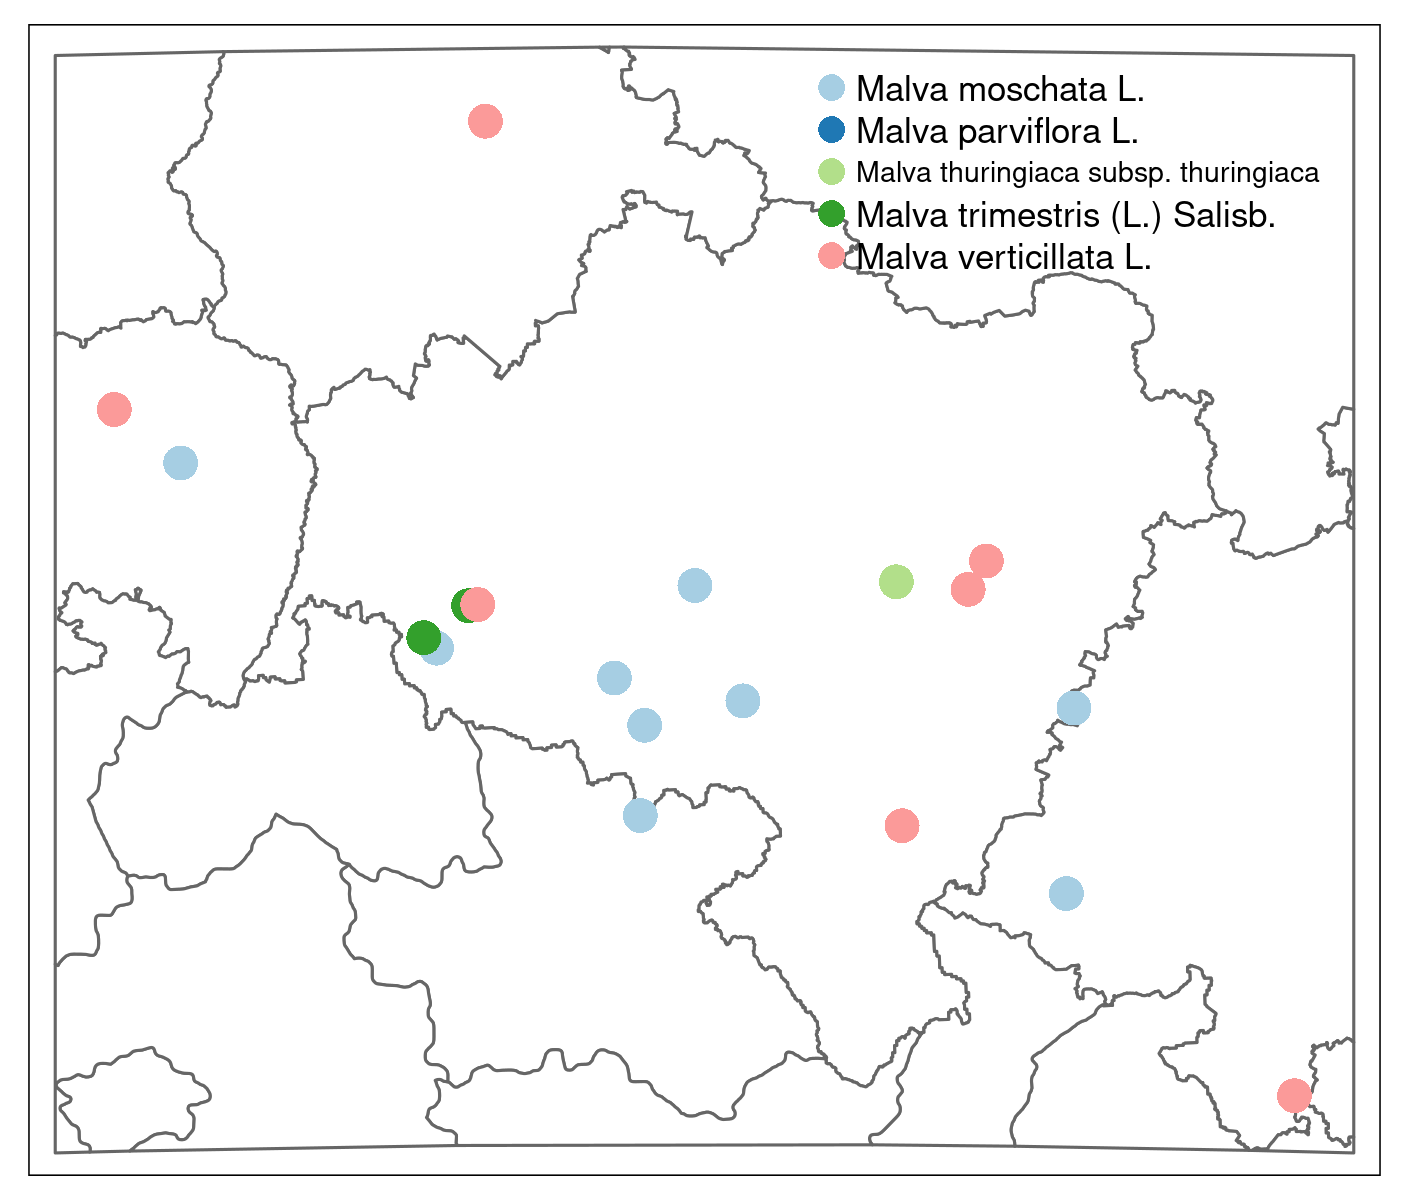 Malva moschata L.
Malva parviflora L.
Malva thuringiaca subsp. thuringiaca
Malva trimestris (L.) Salisb.
Malva verticillata L.